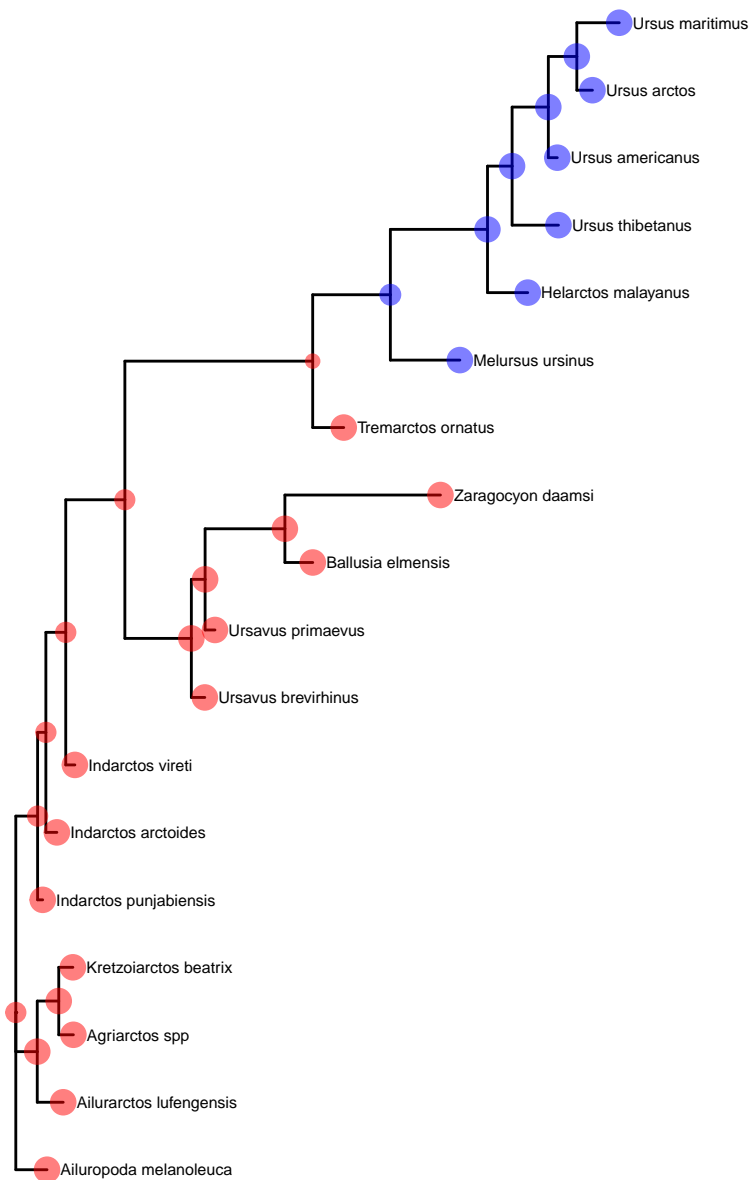 Ursus maritimus
Ursus arctos
Ursus americanus
Ursus thibetanus
Helarctos malayanus
Melursus ursinus
Tremarctos ornatus
Zaragocyon daamsi
Ballusia elmensis
Ursavus primaevus
Ursavus brevirhinus
Indarctos vireti
Indarctos arctoides
Indarctos punjabiensis
Kretzoiarctos beatrix
Agriarctos spp
Ailurarctos lufengensis
Ailuropoda melanoleuca